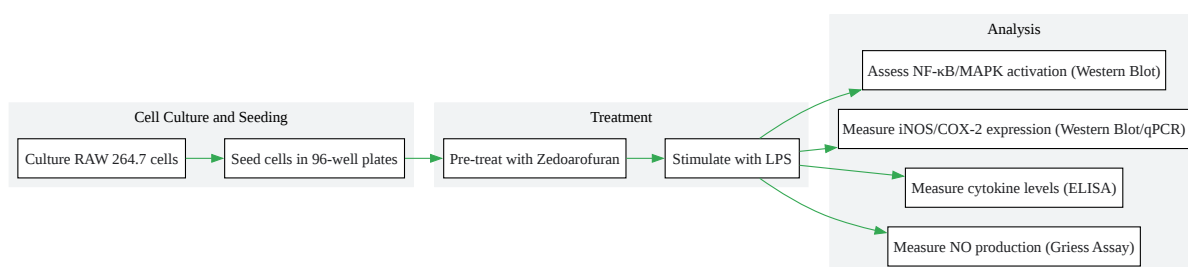 Cell Culture and Seeding
Culture RAW 264.7 cells
Seed cells in 96-well plates
Treatment
Pre-treat with Zedoarofuran
Stimulate with LPS
Analysis
Assess NF-κB/MAPK activation (Western Blot)
Measure iNOS/COX-2 expression (Western Blot/qPCR)
Measure cytokine levels (ELISA)
Measure NO production (Griess Assay)